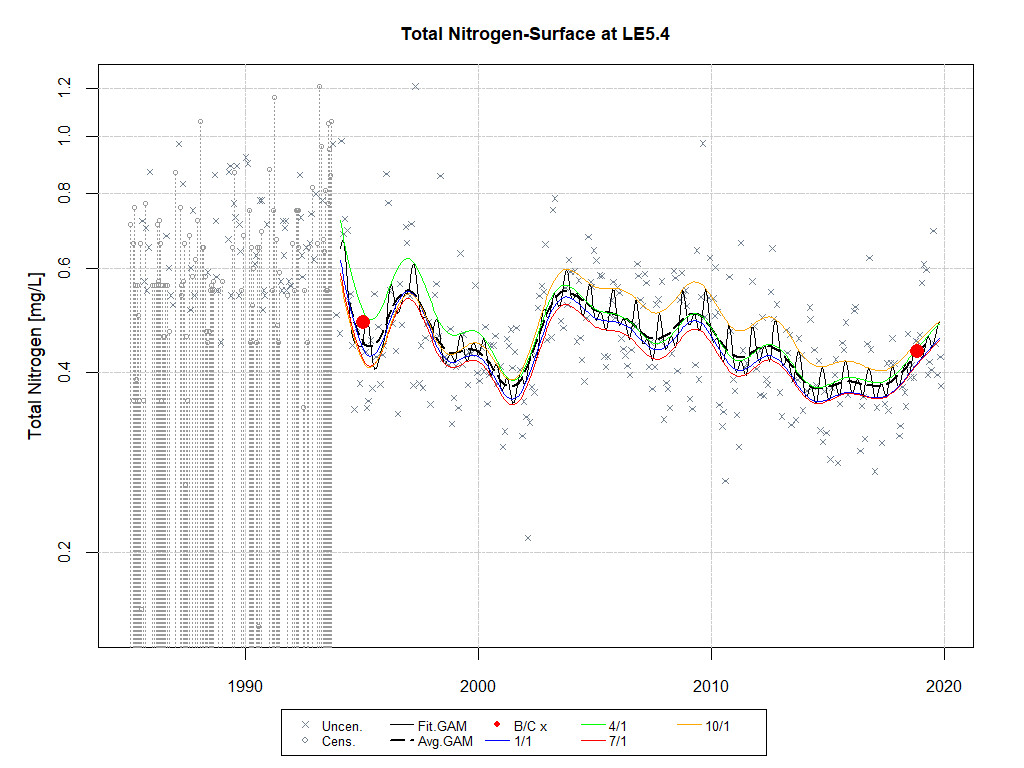 Total Nitrogen-Surface at LE5.4
Total Nitrogen [mg/L]
1.2
1.0
0.8
0.6
0.4
0.2
1990 2000 2010 2020
Uncen. Fit.GAM B/C x 4/1 10/1
Cens. Avg.GAM 1/1 7/1